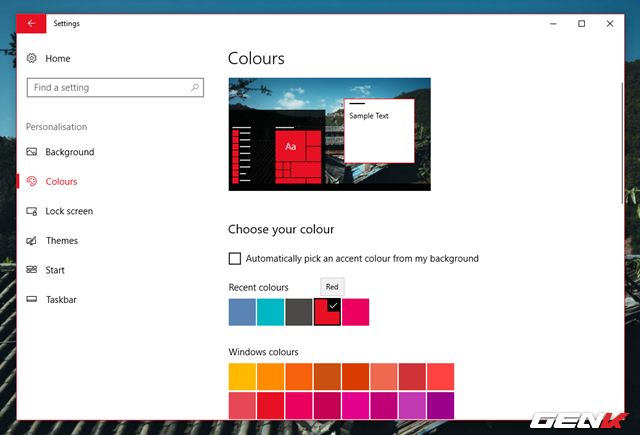 Settings
Home
Find a setting
Personalisation
Background
Colours
Lock screen
Themes
Start
Taskbar
Colours
Sample Text
Aa
Choose your colour
Automatically pick an accent colour from my background
Recent colours
Red
Windows colours
GENK